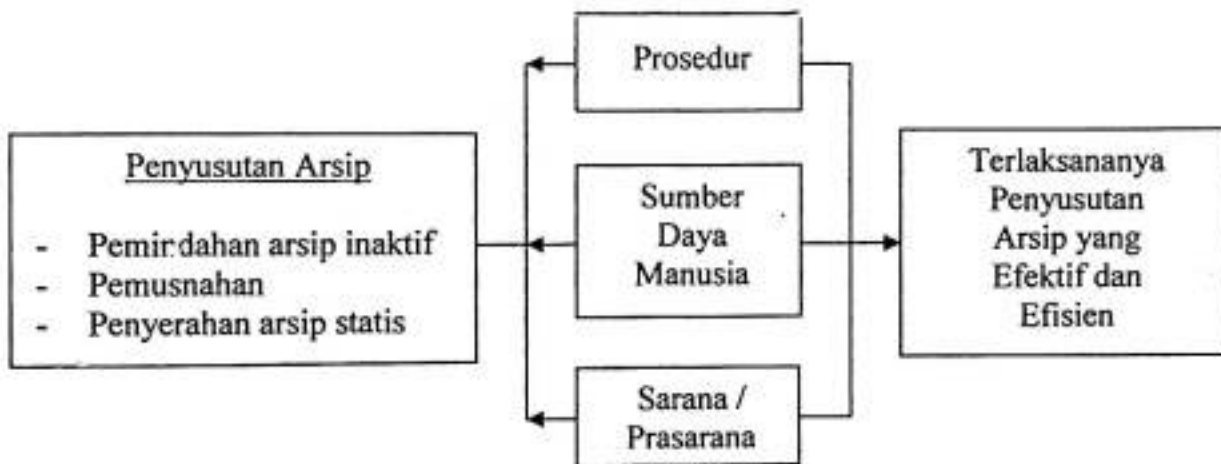 Penyusutan Arsip
- Pemindahan arsip inaktif
- Pemusnahan
- Penyerahan arsip statis
Prosedur
Sumber
Daya
Manusia
Sarana /
Prasarana
Terlaksananya
Penyusutan
Arsip yang
Efektif dan
Efisien